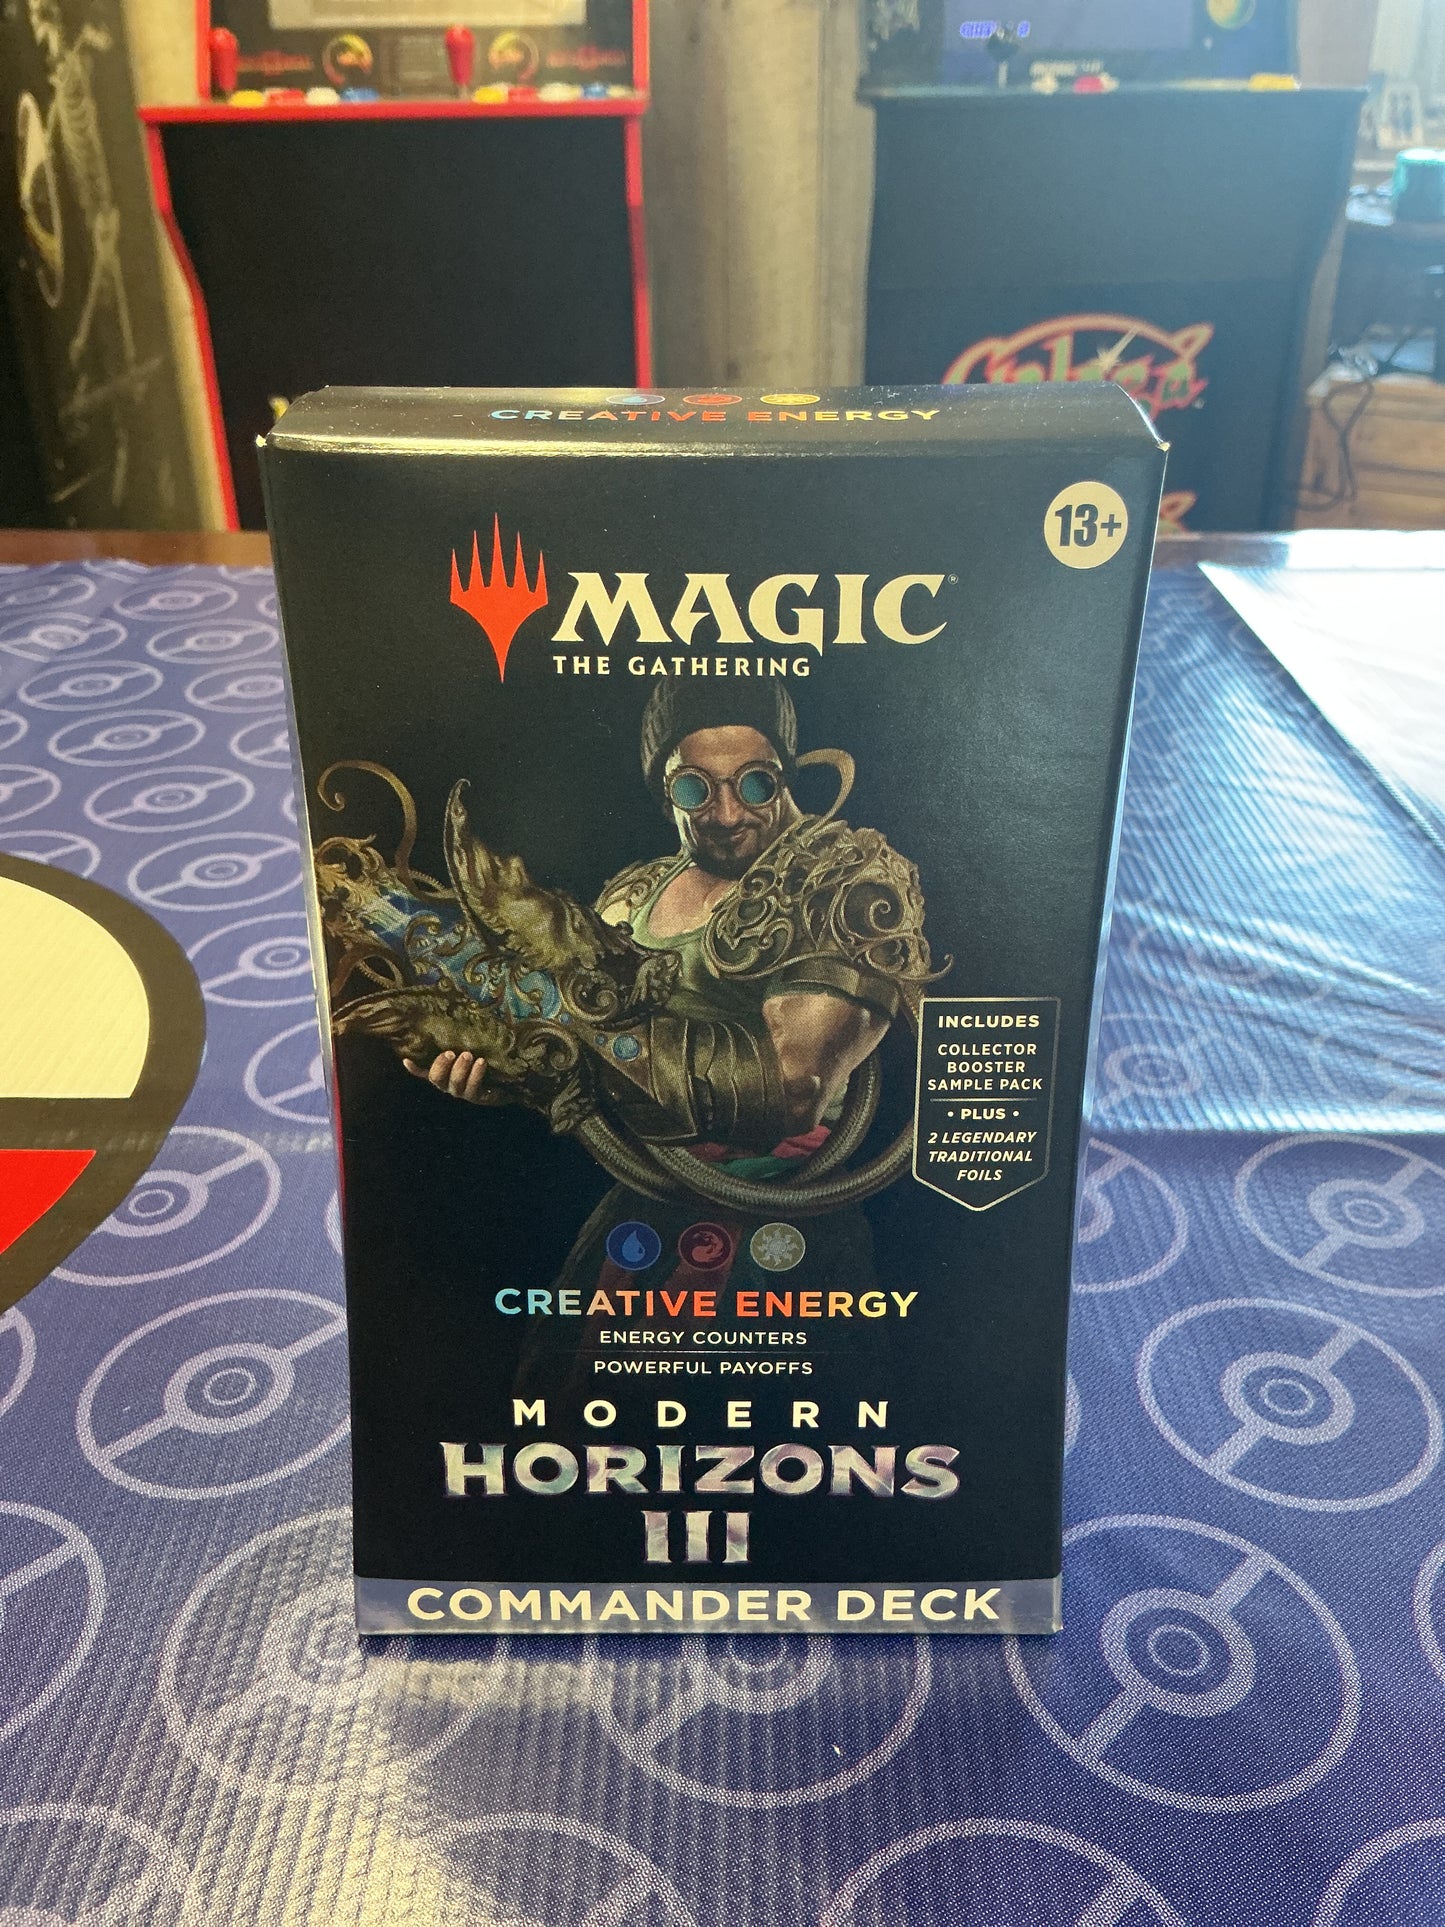 CREATIVE ENERGY
13+
MAGIC®
THE GATHERING
INCLUDES
COLLECTOR
BOOSTER
SAMPLE PACK
• PLUS •
2 LEGENDARY
TRADITIONAL
FOILS
CREATIVE ENERGY
ENERGY COUNTERS
POWERFUL PAYOFFS
MODERN
HORIZONS
III
COMMANDER DECK